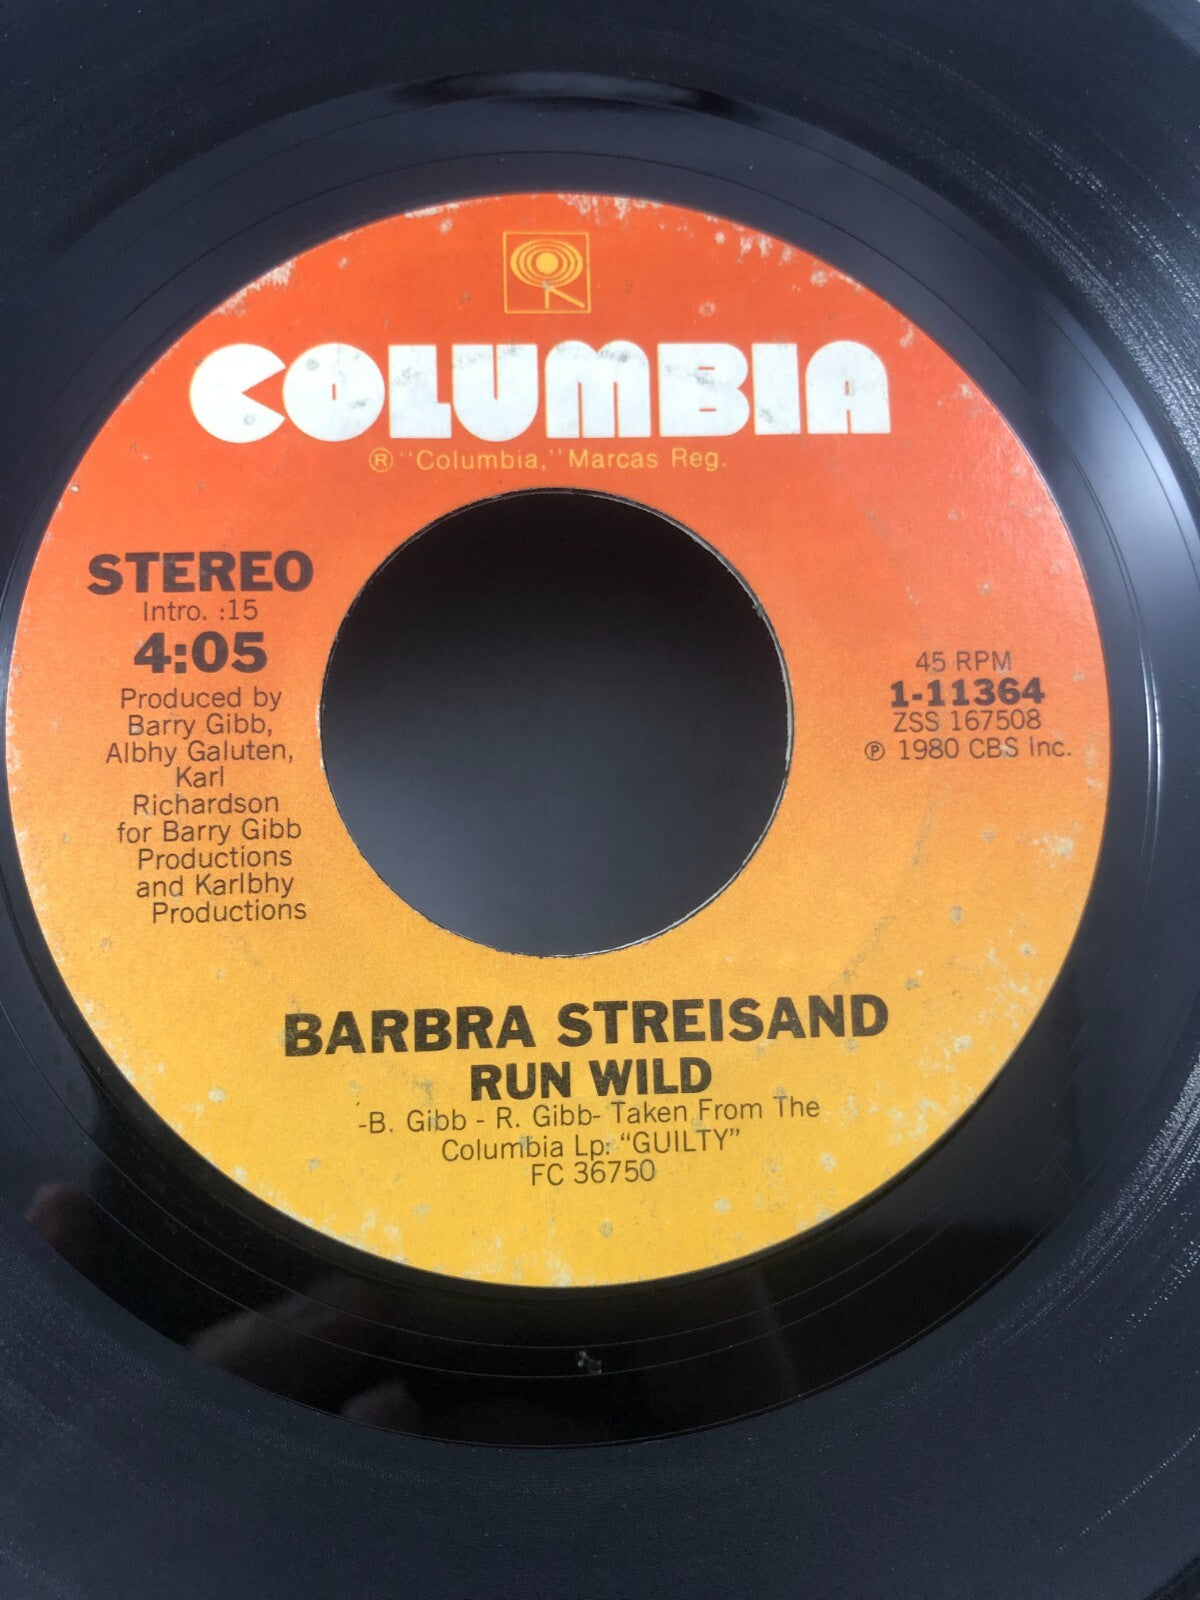 COLUMBIA
® "Columbia," Marcas Reg.
STEREO
Intro. :15
4:05
Produced by
Barry Gibb,
Albhy Galuten,
Karl
Richardson
for Barry Gibb
Productions
and Karlbhy
Productions
45 RPM
1-11364
ZSS 167508
℗ 1980 CBS Inc.
BARBRA STREISAND
RUN WILD
-B. Gibb - R. Gibb- Taken From The
Columbia Lp: "GUILTY"
FC 36750